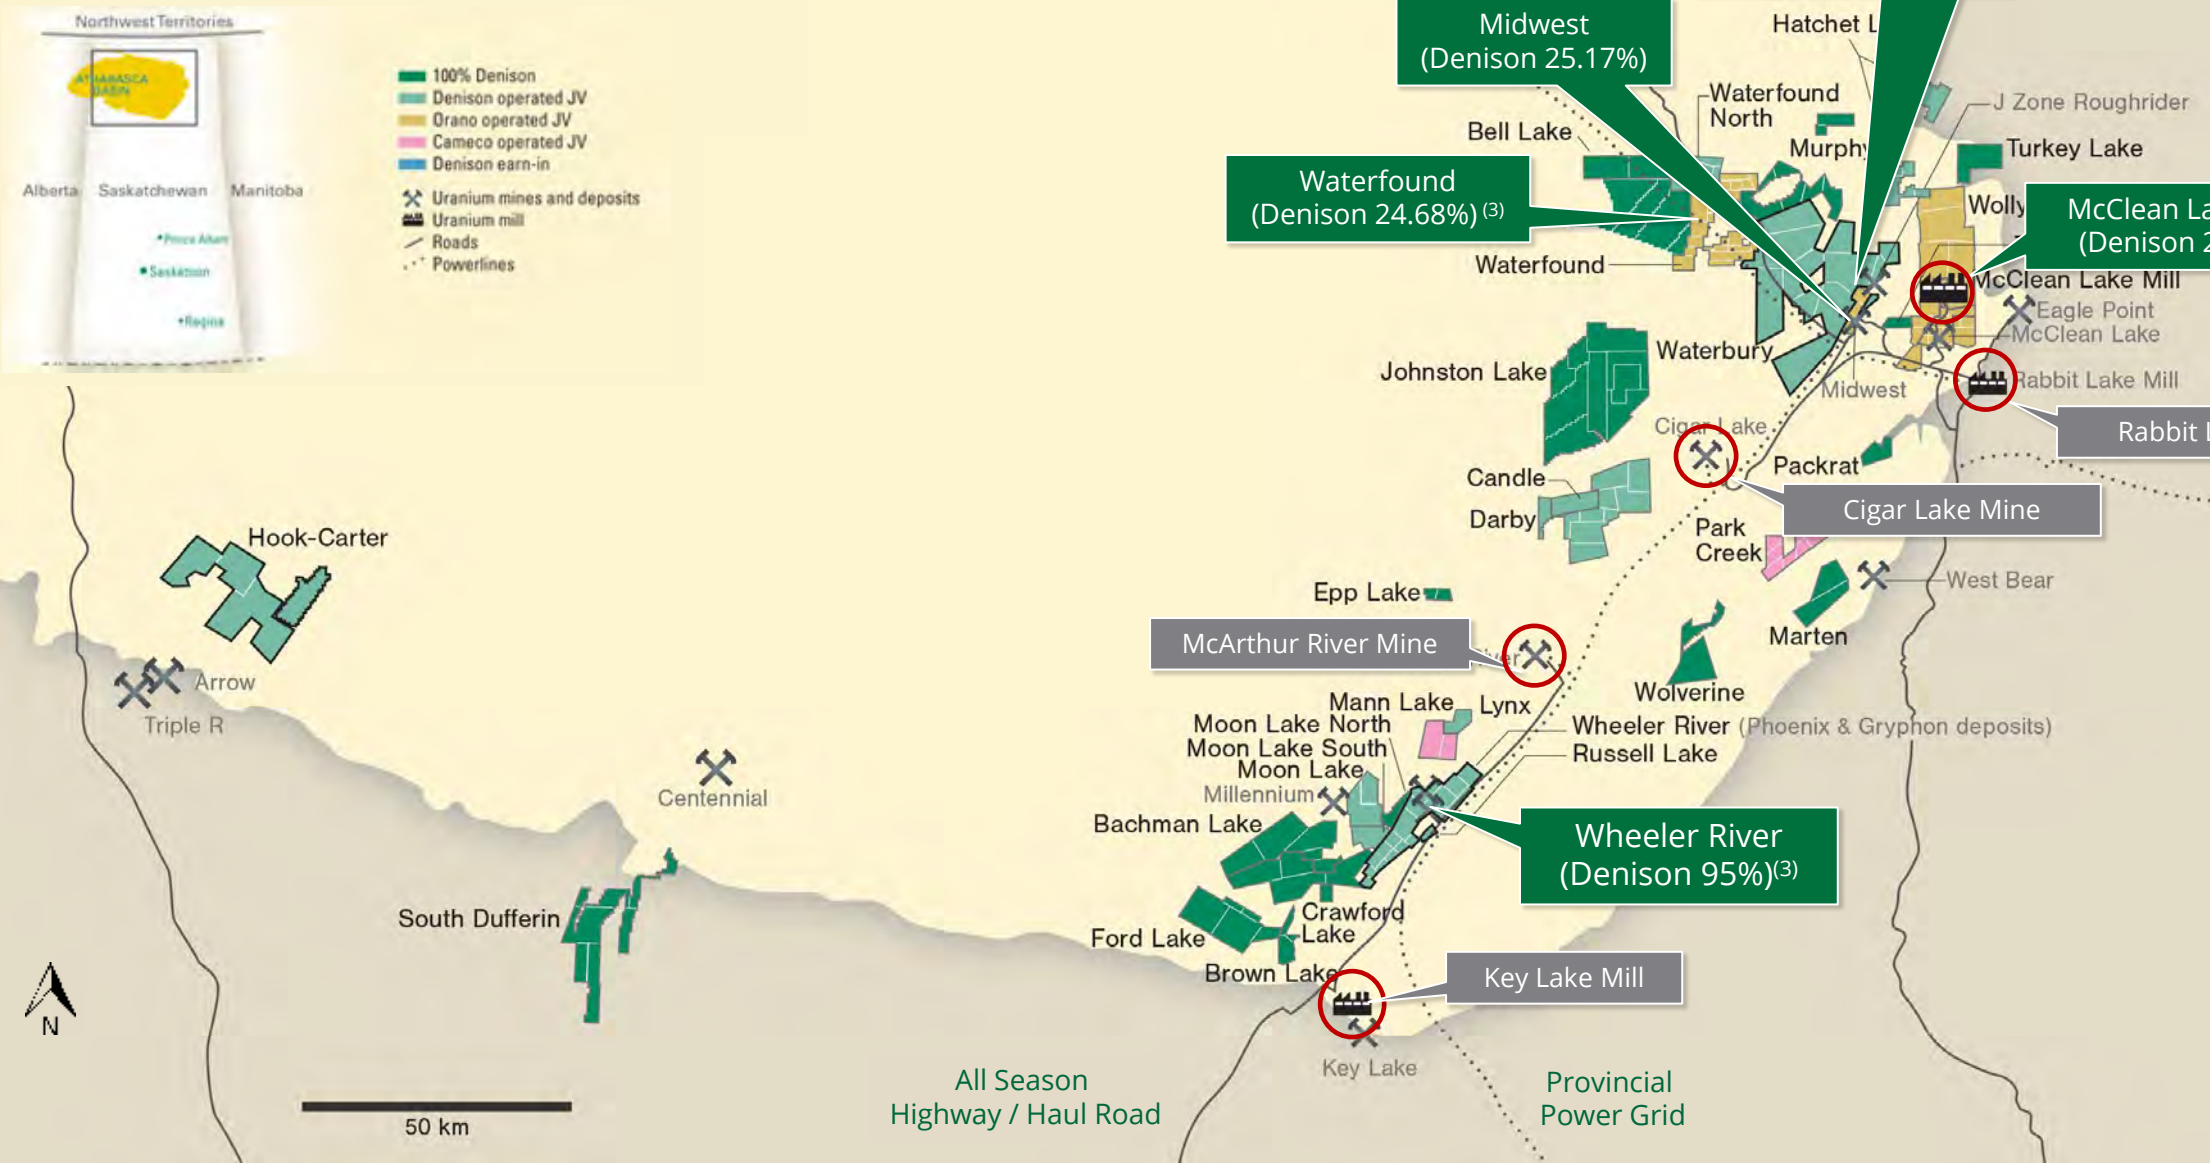 Northwest Territories
ATHABASCA
BASIN
Alberta
Saskatchewan
Manitoba
Prince Albert
Saskatoon
Regina
100% Denison
Denison operated JV
Orano operated JV
Cameco operated JV
Denison earn-in
Uranium mines and deposits
Uranium mill
Roads
Powerlines
Midwest
(Denison 25.17%)
Hatchet L
Waterfound
North
J Zone Roughrider
Bell Lake
Murphy
Turkey Lake
Waterfound
(Denison 24.68%) (3)
Wolly
McClean La
(Denison 2
Waterfound
McClean Lake Mill
Eagle Point
McClean Lake
Waterbury
Johnston Lake
Midwest
Rabbit Lake Mill
Cigar Lake
Rabbit L
Packrat
Candle
Cigar Lake Mine
Darby
Park
Creek
Hook-Carter
West Bear
Epp Lake
Marten
McArthur River Mine
Wolverine
Arrow
Triple R
Mann Lake
Lynx
Moon Lake North
Wheeler River (Phoenix & Gryphon deposits)
Moon Lake South
Russell Lake
Moon Lake
Millennium
Centennial
Bachman Lake
Wheeler River
(Denison 95%)(3)
South Dufferin
Crawford
Lake
Ford Lake
Brown Lake
Key Lake Mill
N
Key Lake
All Season
Highway / Haul Road
Provincial
Power Grid
50 km